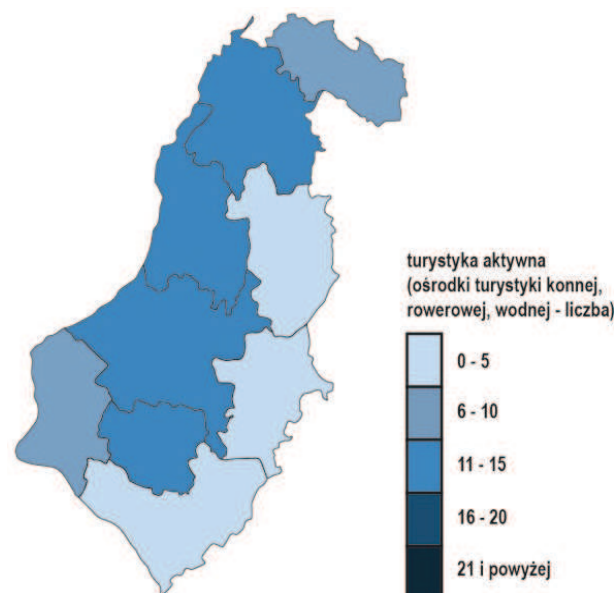 turystyka aktywna
(ośrodki turystyki konnej,
rowerowej, wodnej - liczba)
0 - 5
6 - 10
11 - 15
16 - 20
21 i powyżej